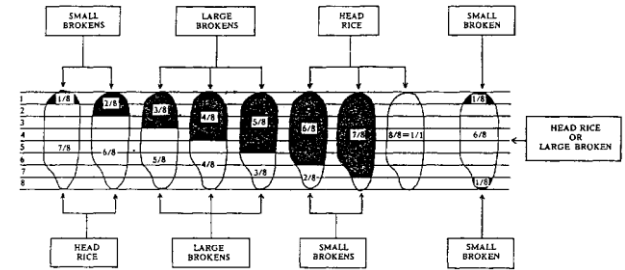 SMALL
BROKENS
LARGE
BROKENS
HEAD
RICE
SMALL
BROKEN
1 1/8 2/8 3/8 4/8 5/8 6/8 7/8 8/8=1/1 1/8
2
3
4
5
6
7
8
7/8 6/8 5/8 4/8 3/8 2/8 6/8
1/8
HEAD RICE
OR
LARGE BROKEN
HEAD
RICE
LARGE
BROKENS
SMALL
BROKENS
SMALL
BROKEN